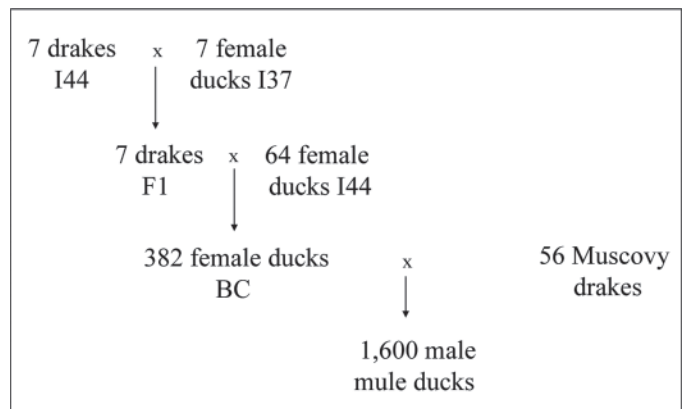 7 drakes x 7 female
I44 ducks I37
7 drakes x 64 female
F1 ducks I44
382 female ducks x 56 Muscovy
BC drakes
1,600 male
mule ducks